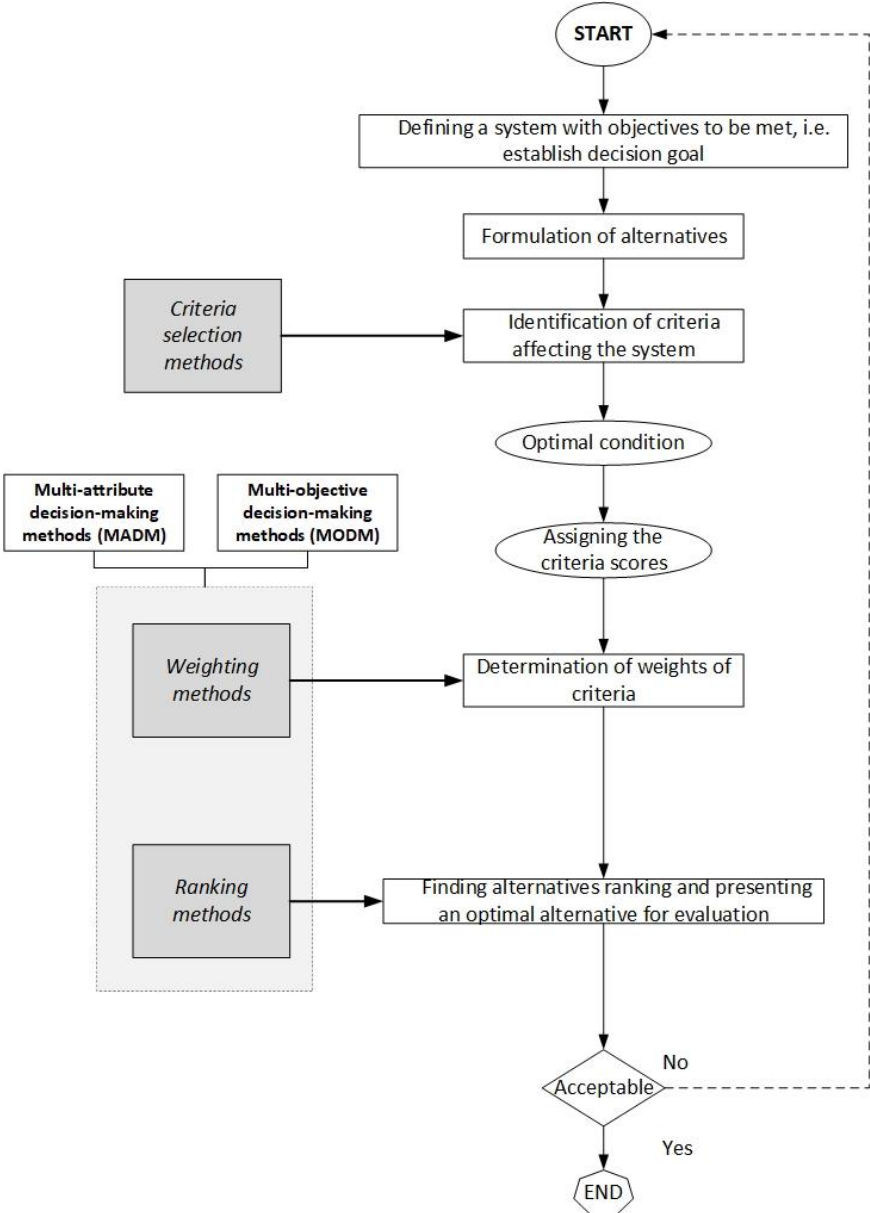 START
Defining a system with objectives to be met, i.e.
establish decision goal
Formulation of alternatives
Criteria
selection
methods
Identification of criteria
affecting the system
Optimal condition
Multi-attribute
decision-making
methods (MADM)
Multi-objective
decision-making
methods (MODM)
Assigning the
criteria scores
Weighting
methods
Determination of weights of
criteria
Ranking
methods
Finding alternatives ranking and presenting
an optimal alternative for evaluation
No
Acceptable
Yes
END